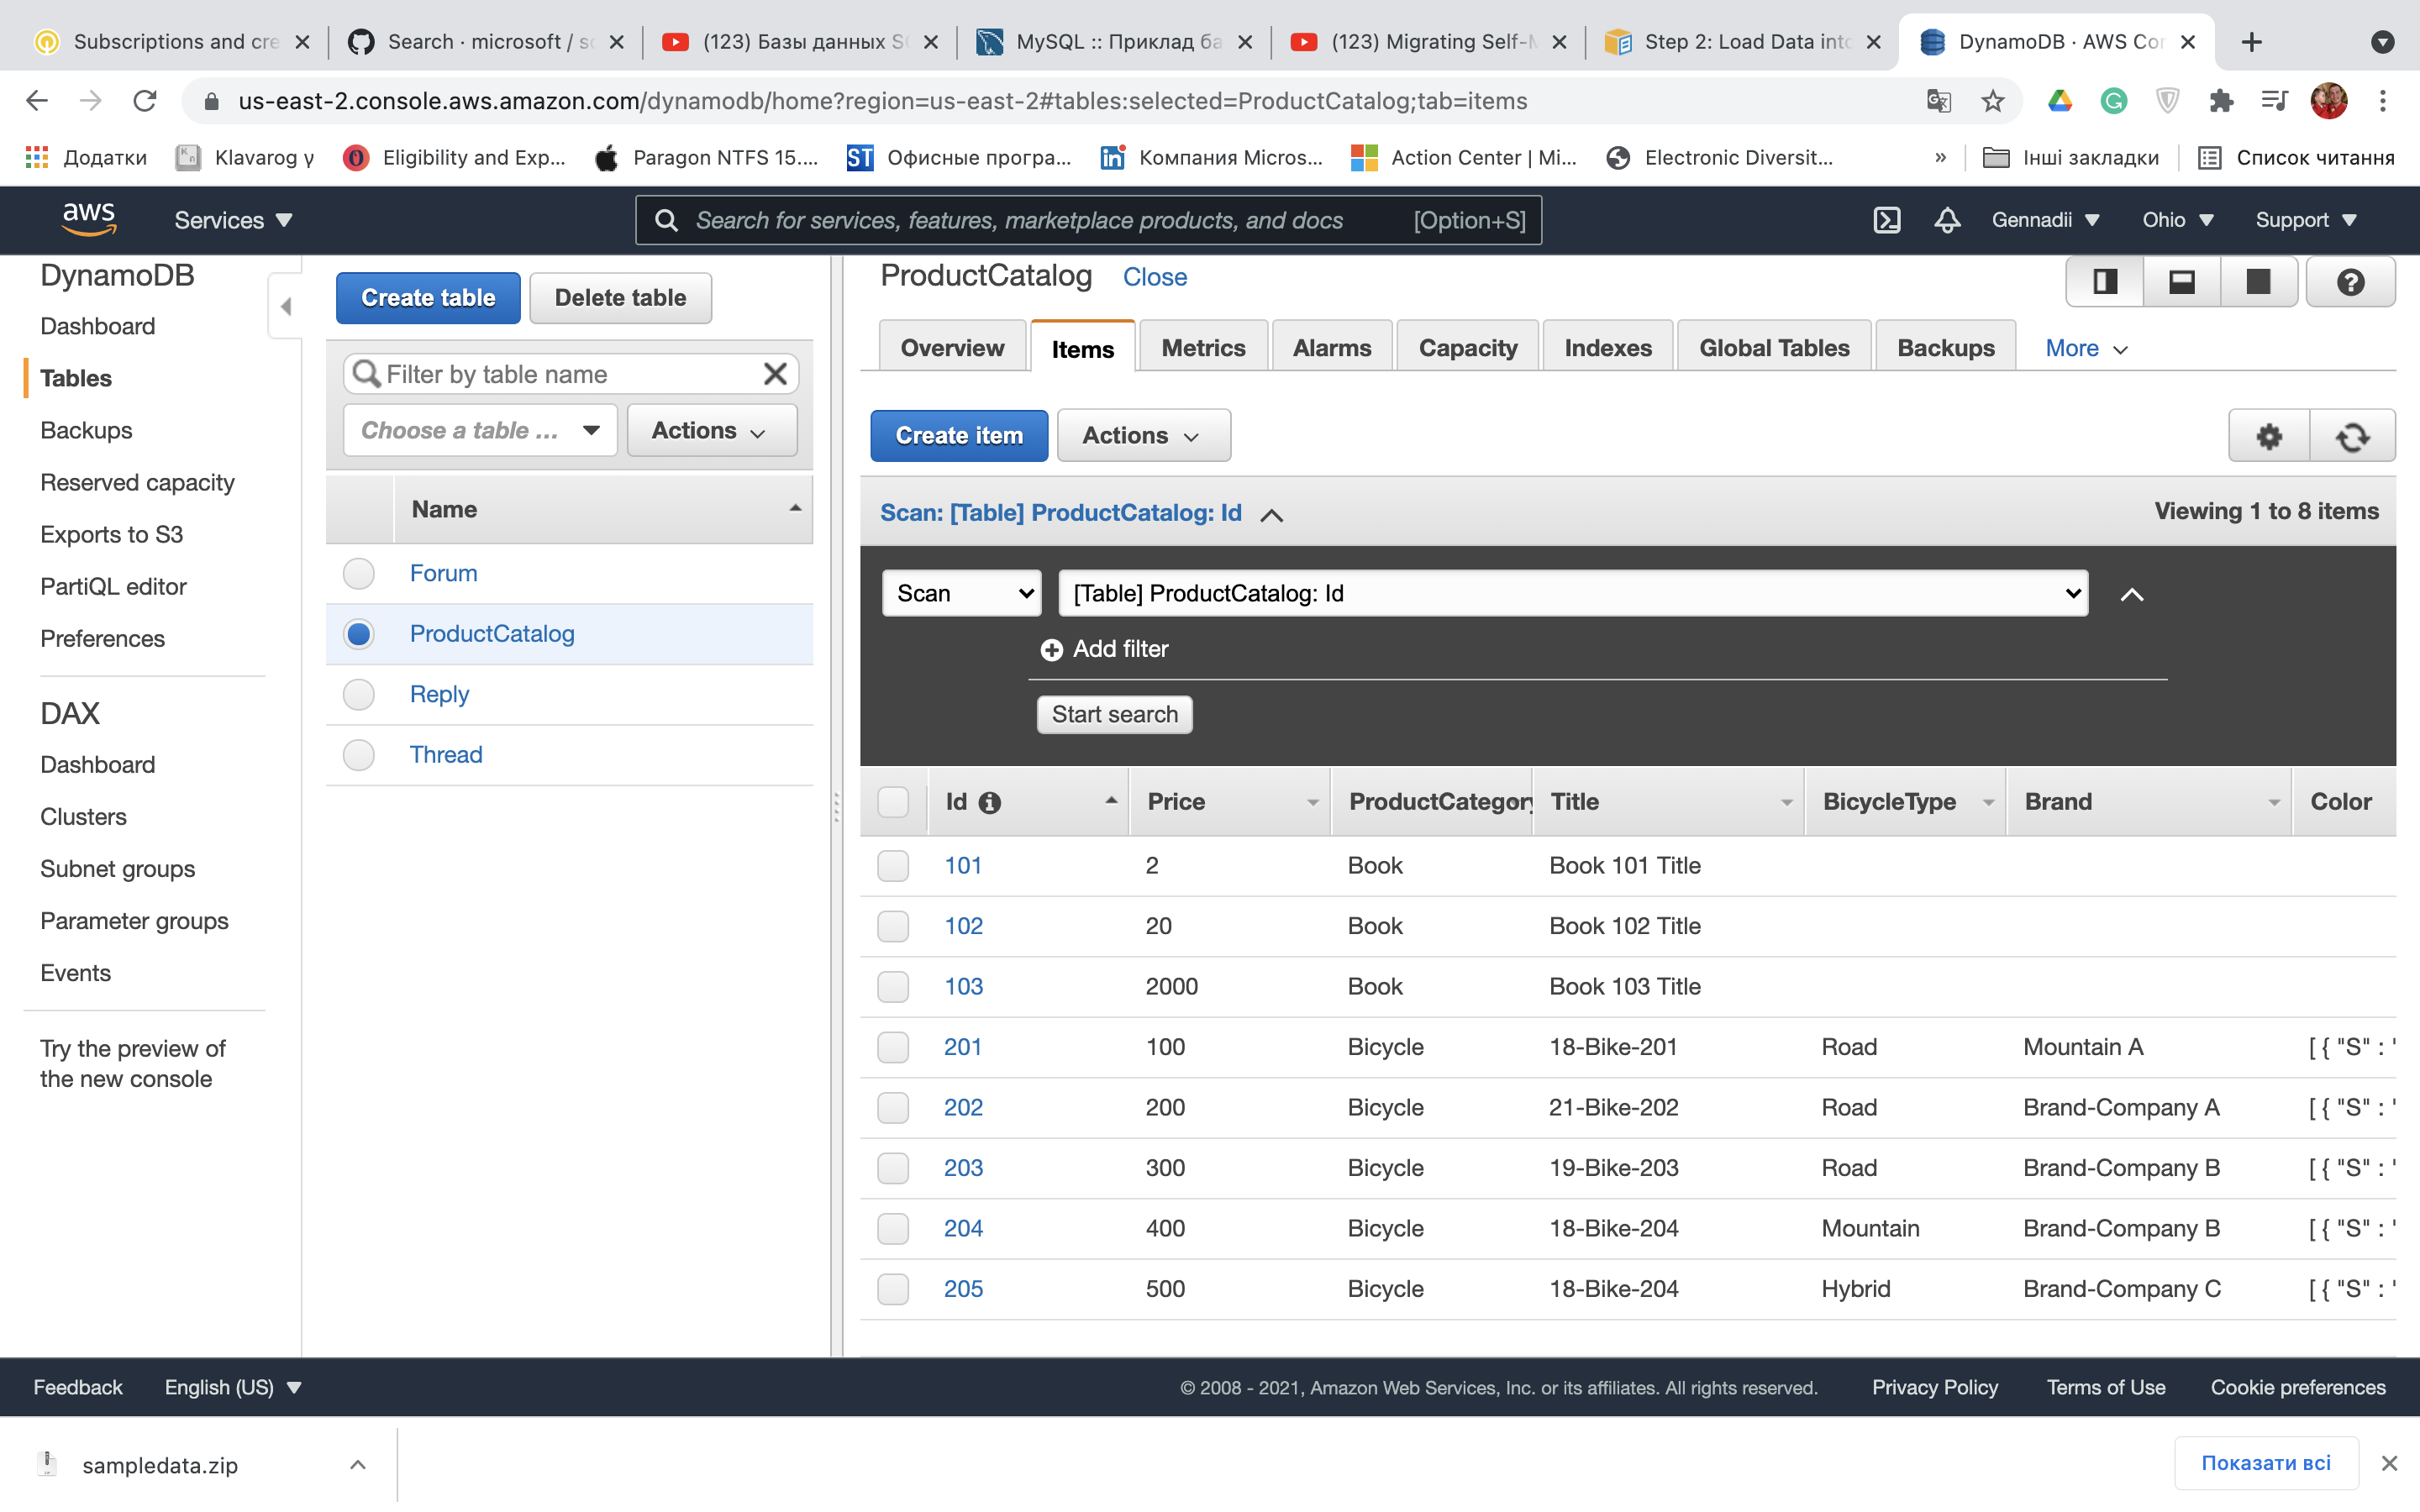 Subscriptions and cre
Search · microsoft / s
(123) Базы данных S
MySQL :: Приклад ба
(123) Migrating Self-M
Step 2: Load Data into
DynamoDB · AWS Cor
us-east-2.console.aws.amazon.com/dynamodb/home?region=us-east-2#tables:selected=ProductCatalog;tab=items
Додатки
Klavarog γ
Eligibility and Exp...
Paragon NTFS 15....
ST Офисные програ...
in Компания Micros...
Action Center | Mi...
Electronic Diversit...
»
Інші закладки
Список читання
aws
Services
Search for services, features, marketplace products, and docs [Option+S]
Gennadii
Ohio
Support
DynamoDB
Dashboard
Tables
Backups
Reserved capacity
Exports to S3
PartiQL editor
Preferences
DAX
Dashboard
Clusters
Subnet groups
Parameter groups
Events
Try the preview of
the new console
Create table Delete table
Filter by table name
Choose a table ... Actions
Name
Forum
ProductCatalog
Reply
Thread
ProductCatalog Close
Overview Items Metrics Alarms Capacity Indexes Global Tables Backups More
Create item Actions
Scan: [Table] ProductCatalog: Id Viewing 1 to 8 items
Scan [Table] ProductCatalog: Id
Add filter
Start search
Id Price ProductCategory Title BicycleType Brand Color
101 2 Book Book 101 Title
102 20 Book Book 102 Title
103 2000 Book Book 103 Title
201 100 Bicycle 18-Bike-201 Road Mountain A [ { "S" : "
202 200 Bicycle 21-Bike-202 Road Brand-Company A [ { "S" : "
203 300 Bicycle 19-Bike-203 Road Brand-Company B [ { "S" : "
204 400 Bicycle 18-Bike-204 Mountain Brand-Company B [ { "S" : "
205 500 Bicycle 18-Bike-204 Hybrid Brand-Company C [ { "S" : "
Feedback English (US) © 2008 - 2021, Amazon Web Services, Inc. or its affiliates. All rights reserved. Privacy Policy Terms of Use Cookie preferences
sampledata.zip
Показати всі